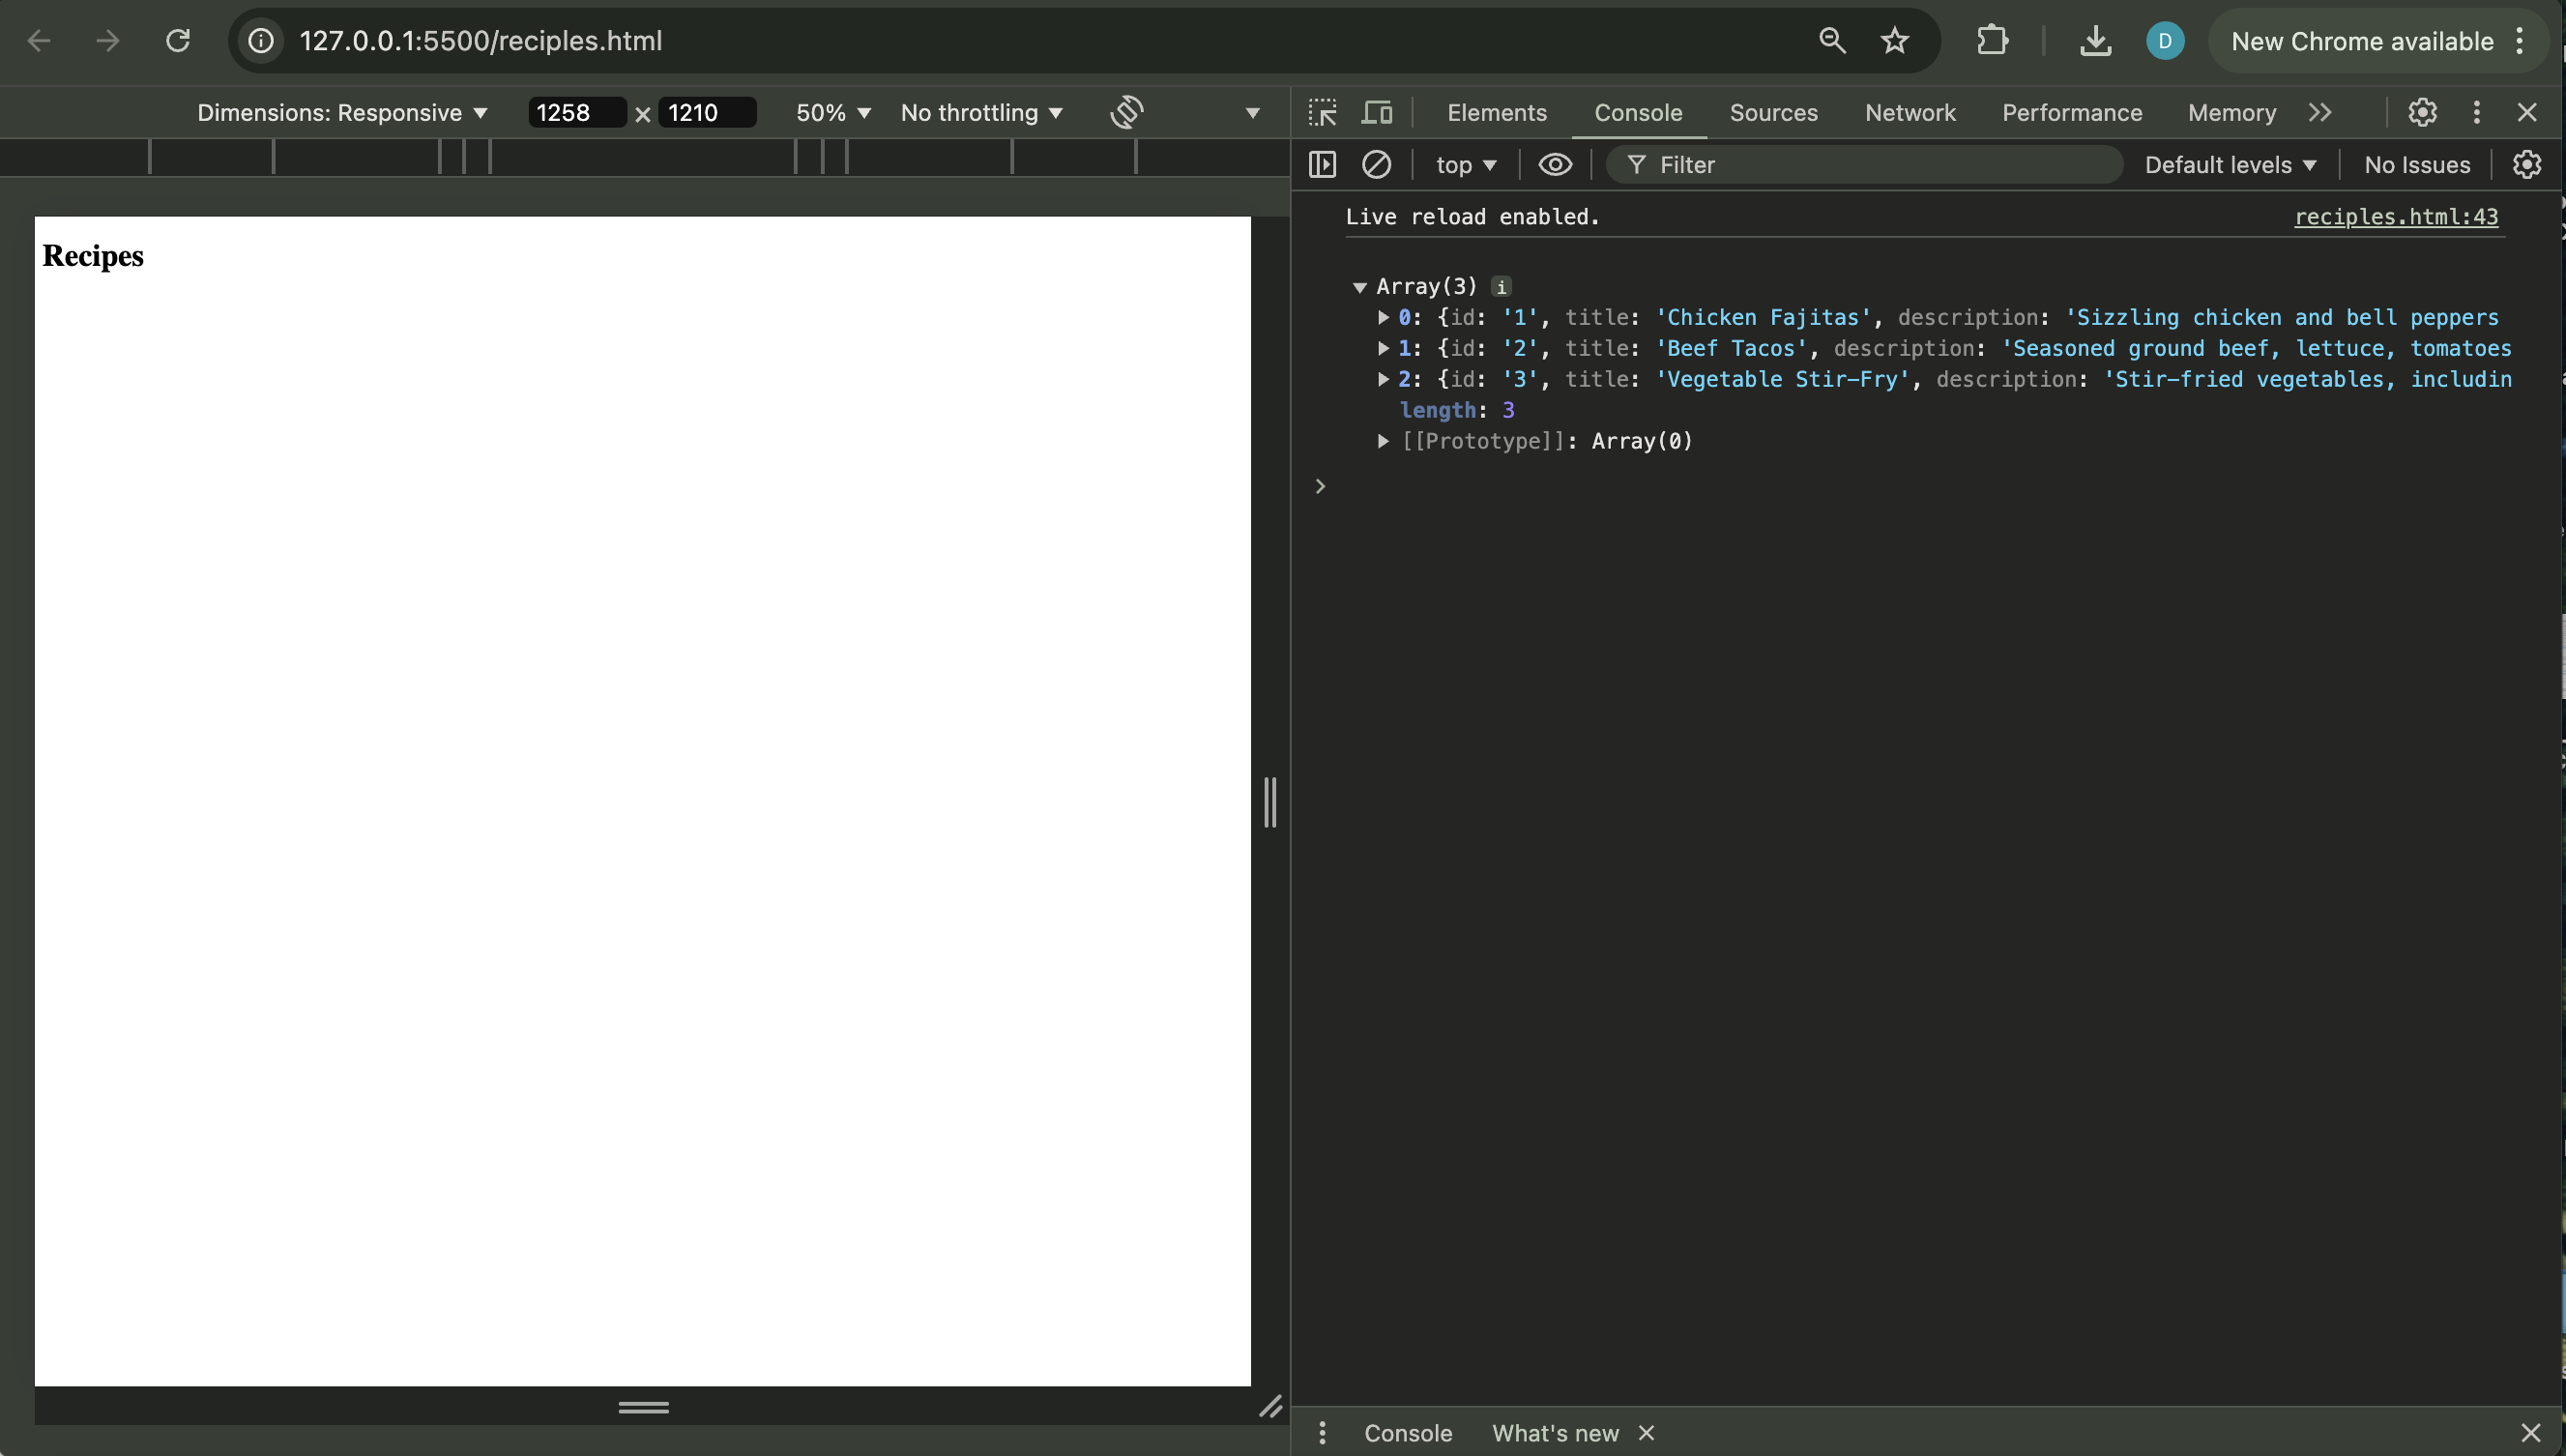 127.0.0.1:5500/reciples.html
D
New Chrome available
Dimensions: Responsive
1258 × 1210
50%
No throttling
Elements
Console
Sources
Network
Performance
Memory
top
Filter
Default levels
No Issues
Live reload enabled.
reciples.html:43
Recipes
Array(3) i
0: {id: '1', title: 'Chicken Fajitas', description: 'Sizzling chicken and bell peppers
1: {id: '2', title: 'Beef Tacos', description: 'Seasoned ground beef, lettuce, tomatoes
2: {id: '3', title: 'Vegetable Stir-Fry', description: 'Stir-fried vegetables, includin
length: 3
[[Prototype]]: Array(0)
Console
What's new